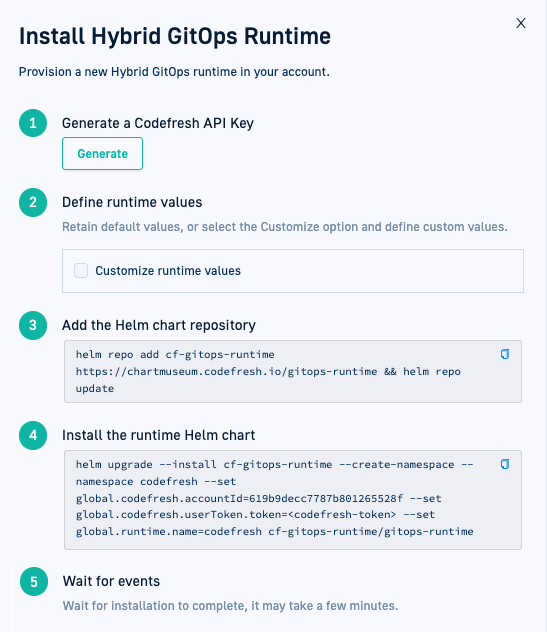 Install Hybrid GitOps Runtime
X
Provision a new Hybrid GitOps runtime in your account.
1 Generate a Codefresh API Key
Generate
2 Define runtime values
Retain default values, or select the Customize option and define custom values.
Customize runtime values
3 Add the Helm chart repository
helm repo add cf-gitops-runtime
https://chartmuseum.codefresh.io/gitops-runtime && helm repo
update
4 Install the runtime Helm chart
helm upgrade --install cf-gitops-runtime --create-namespace --
namespace codefresh --set
global.codefresh.accountId=619b9decc7787b801265528f --set
global.codefresh.userToken.token=<codefresh-token> --set
global.runtime.name=codefresh cf-gitops-runtime/gitops-runtime
5 Wait for events
Wait for installation to complete, it may take a few minutes.